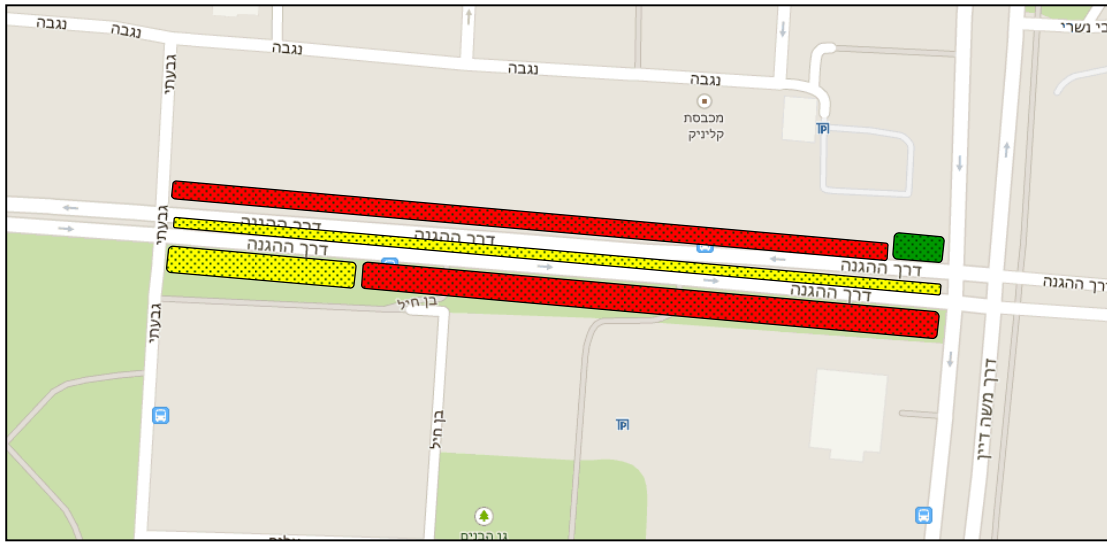 נגבה
נגבה
נגבה
נגבה
נגבה
בי נשרי
גבעתי
מכבסת
קליניק
P
גבעתי
דרך ההגנה
דרך ההגנה
דרך ההגנה
דרך ההגנה
דרך ההגנה
דרך ההגנה
גבעתי
בן חיל
בן חיל
P
דרך משה דיין
גן הבנים